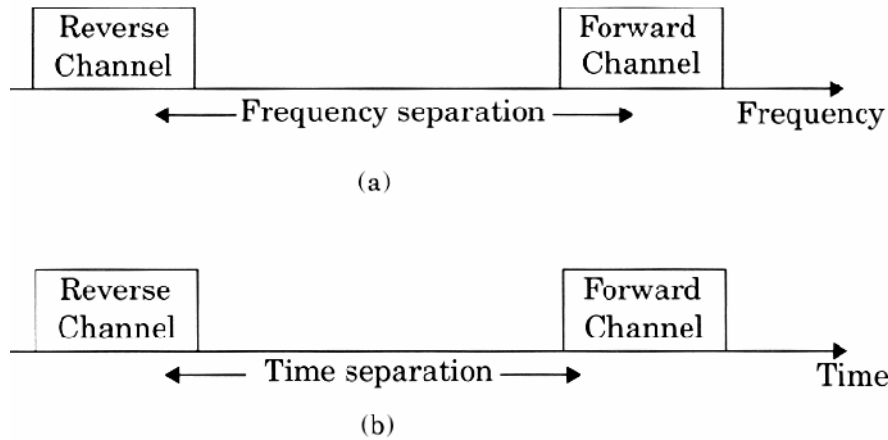 Reverse
Channel
Forward
Channel
Frequency separation
Frequency
(a)
Reverse
Channel
Forward
Channel
Time separation
Time
(b)